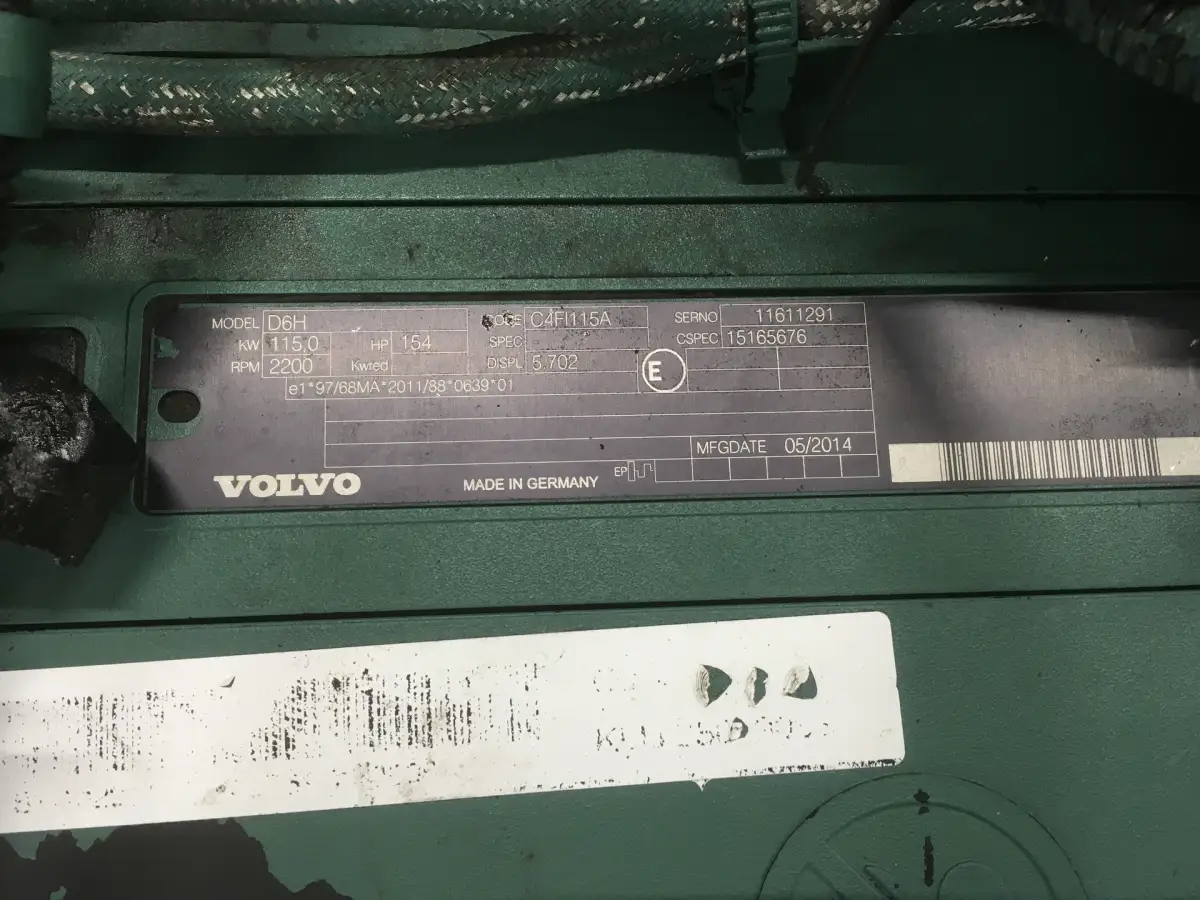 MODEL D6H CODE C4FI115A SERNO 11611291
KW 115,0 HP 154 SPEC CSPEC 15165676
RPM 2200 Kwred DISPL 5.702 E
e1*97/68MA*2011/88*0639*01
MFGDATE 05/2014
VOLVO MADE IN GERMANY EP